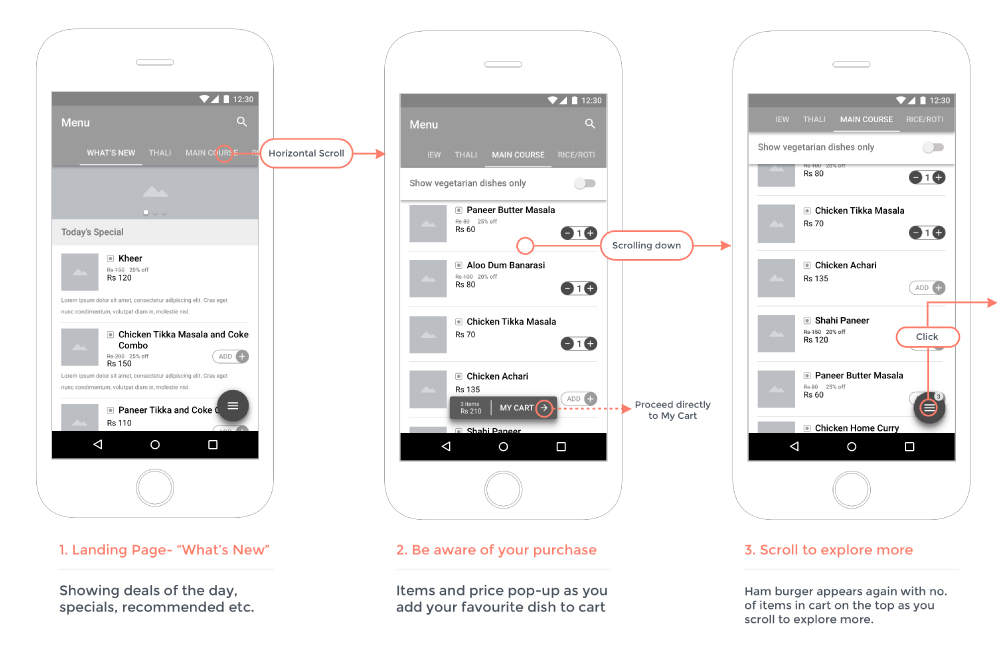 12:30
Menu
WHAT'S NEW THALI MAIN COURSE
Today's Special
Kheer
Rs 150 20% off
Rs 120
Lorem ipsum dolor sit amet, consectetur adipiscing elit. Cras eget
nunc condimentum, volutpat diam in, molestie nisl.
Chicken Tikka Masala and Coke
Combo
Rs 200 25% off
Rs 150
ADD +
Lorem ipsum dolor sit amet, consectetur adipiscing elit. Cras eget
nunc condimentum, volutpat diam in, molestie nisl.
Paneer Tikka and Coke
Rs 110
Horizontal Scroll
1. Landing Page- “What's New”
Showing deals of the day,
specials, recommended etc.
12:30
Menu
IEW THALI MAIN COURSE RICE/ROTI
Show vegetarian dishes only
Paneer Butter Masala
Rs 80 25% off
Rs 60
− 1 +
Aloo Dum Banarasi
Rs 100 20% off
Rs 80
− 1 +
Chicken Tikka Masala
Rs 70
− 1 +
Chicken Achari
Rs 135
ADD +
3 items
Rs 210
MY CART
Shahi Paneer
Scrolling down
Proceed directly
to My Cart
2. Be aware of your purchase
Items and price pop-up as you
add your favourite dish to cart
12:30
IEW THALI MAIN COURSE RICE/ROTI
Show vegetarian dishes only
Rs 100 20% off
Rs 80
− 1 +
Chicken Tikka Masala
Rs 70
− 1 +
Chicken Achari
Rs 135
ADD +
Shahi Paneer
Rs 150 20% off
Rs 120
Click
Paneer Butter Masala
Rs 80 25% off
Rs 60
ADD +
3
Chicken Home Curry
3. Scroll to explore more
Ham burger appears again with no.
of items in cart on the top as you
scroll to explore more.